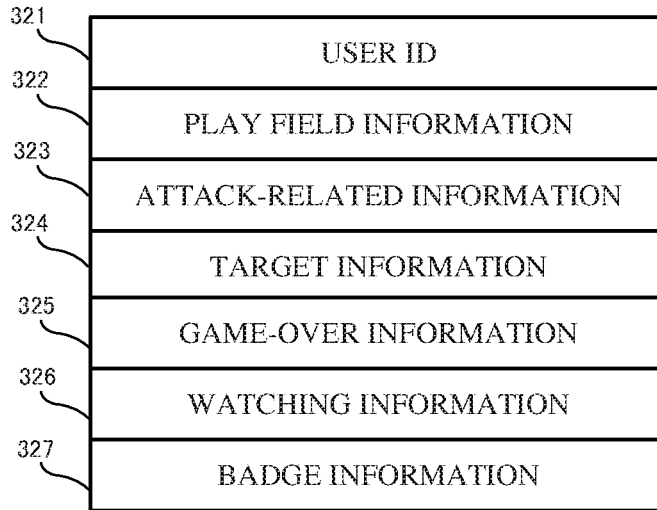 321
USER ID
322
PLAY FIELD INFORMATION
323
ATTACK-RELATED INFORMATION
324
TARGET INFORMATION
325
GAME-OVER INFORMATION
326
WATCHING INFORMATION
327
BADGE INFORMATION